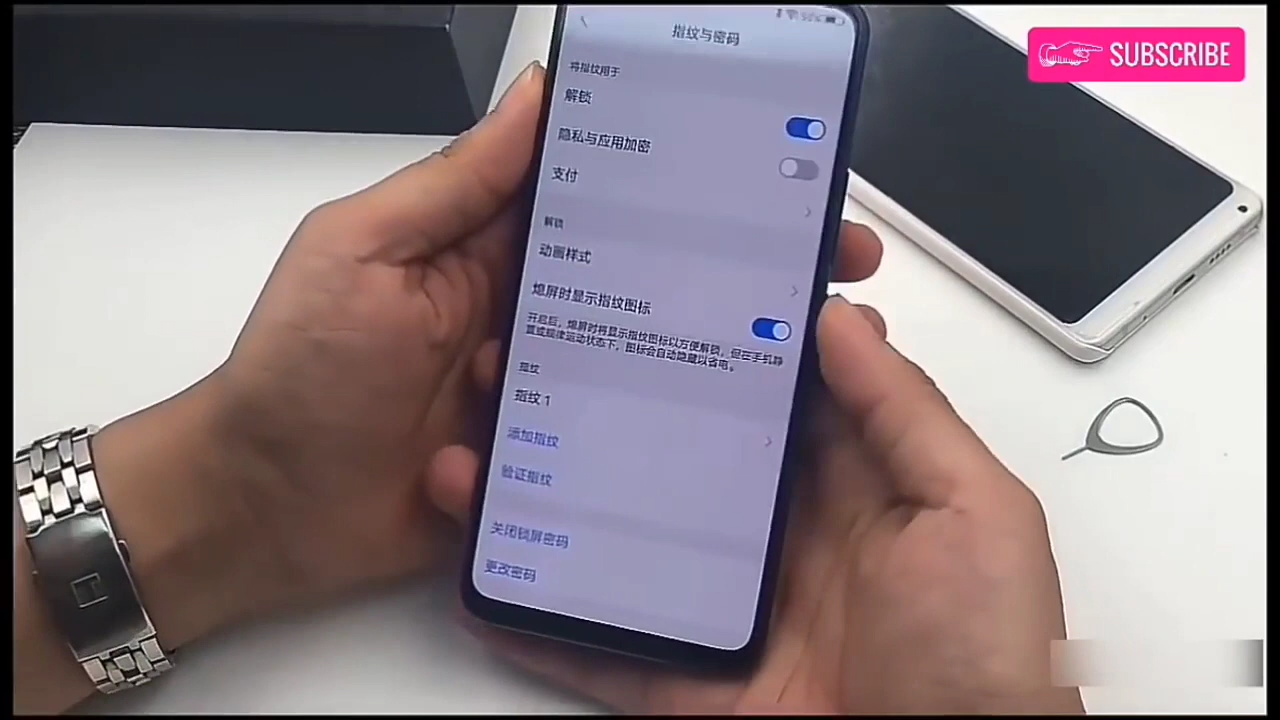 SUBSCRIBE
指纹与密码
将指纹用于
解锁
隐私与应用加密
支付
解锁
动画样式
熄屏时显示指纹图标
开启后，熄屏时将显示指纹图标以方便解锁，但在手机静
置或规律运动状态下，图标会自动隐藏以省电。
指纹
指纹 1
添加指纹
验证指纹
关闭锁屏密码
更改密码